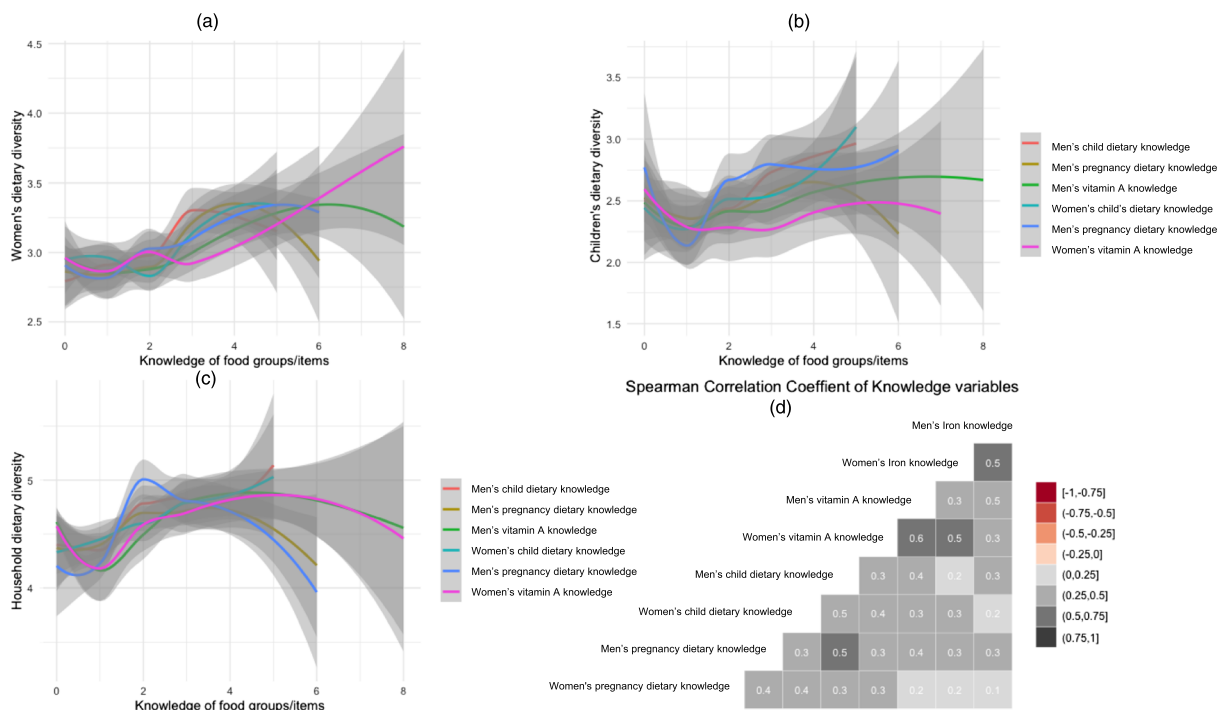 (a)
4.5
4.0
3.5
3.0
2.5
Women's dietary diversity
0 2 4 6 8
Knowledge of food groups/items
(b)
3.5
3.0
2.5
2.0
1.5
Children's dietary diversity
0 2 4 6 8
Knowledge of food groups/items
Men's child dietary knowledge
Men's pregnancy dietary knowledge
Men's vitamin A knowledge
Women's child's dietary knowledge
Men's pregnancy dietary knowledge
Women's vitamin A knowledge
(c)
5
4
Household dietary diversity
0 2 4 6 8
Knowledge of food groups/items
Men's child dietary knowledge
Men's pregnancy dietary knowledge
Men's vitamin A knowledge
Women's child dietary knowledge
Men's pregnancy dietary knowledge
Women's vitamin A knowledge
Spearman Correlation Coeffient of Knowledge variables
(d)
Men's Iron knowledge
Women's Iron knowledge 0.5
Men's vitamin A knowledge 0.3 0.5
Women's vitamin A knowledge 0.6 0.5 0.3
Men's child dietary knowledge 0.3 0.4 0.2 0.3
Women's child dietary knowledge 0.5 0.4 0.3 0.3 0.2
Men's pregnancy dietary knowledge 0.3 0.5 0.3 0.4 0.3 0.3
Women's pregnancy dietary knowledge 0.4 0.4 0.3 0.3 0.2 0.2 0.1
[-1,-0.75]
(-0.75,-0.5]
(-0.5,-0.25]
(-0.25,0]
(0,0.25]
(0.25,0.5]
(0.5,0.75]
(0.75,1]